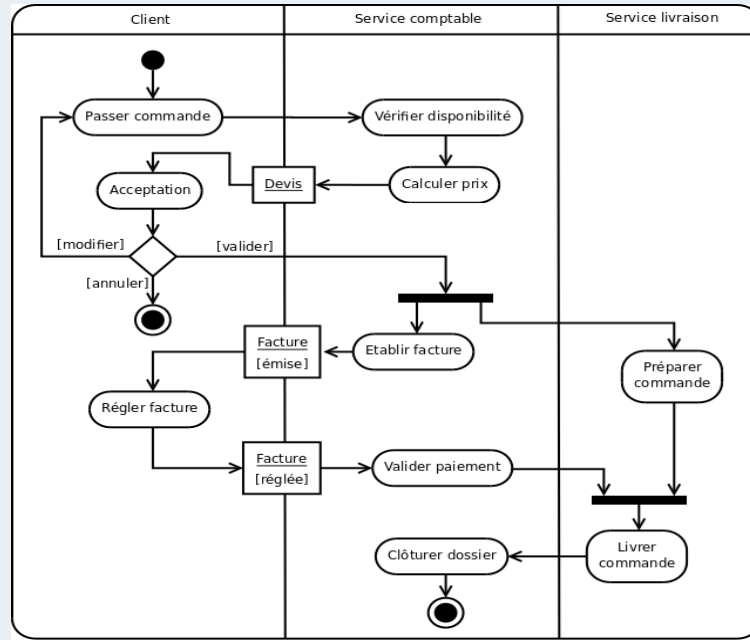 Client
Service comptable
Service livraison
Passer commande
Vérifier disponibilité
Acceptation
Devis
Calculer prix
[modifier]
[valider]
[annuler]
Facture
[émise]
Etablir facture
Préparer
commande
Régler facture
Facture
[réglée]
Valider paiement
Clôturer dossier
Livrer
commande